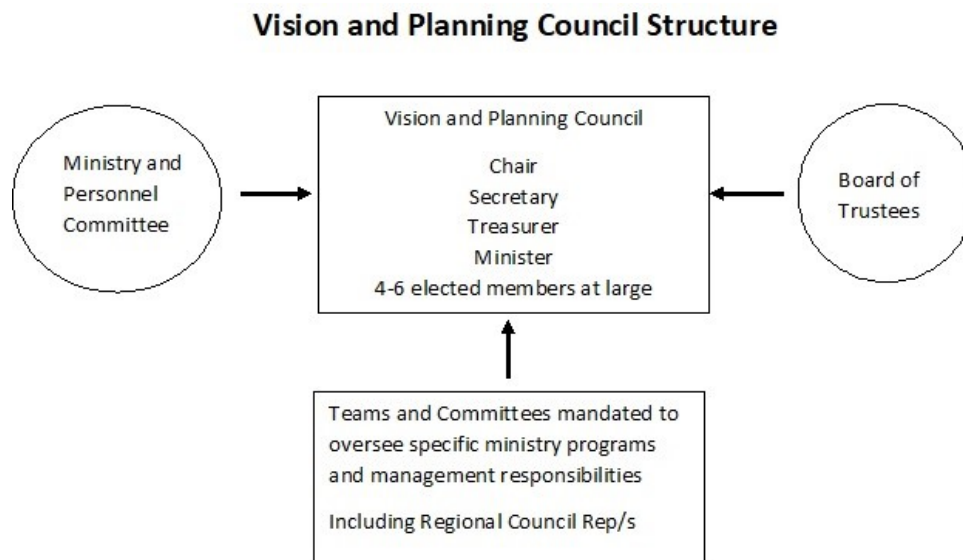 Vision and Planning Council Structure
Ministry and
Personnel
Committee
Vision and Planning Council
Chair
Secretary
Treasurer
Minister
4-6 elected members at large
Board of
Trustees
Teams and Committees mandated to
oversee specific ministry programs
and management responsibilities
Including Regional Council Rep/s